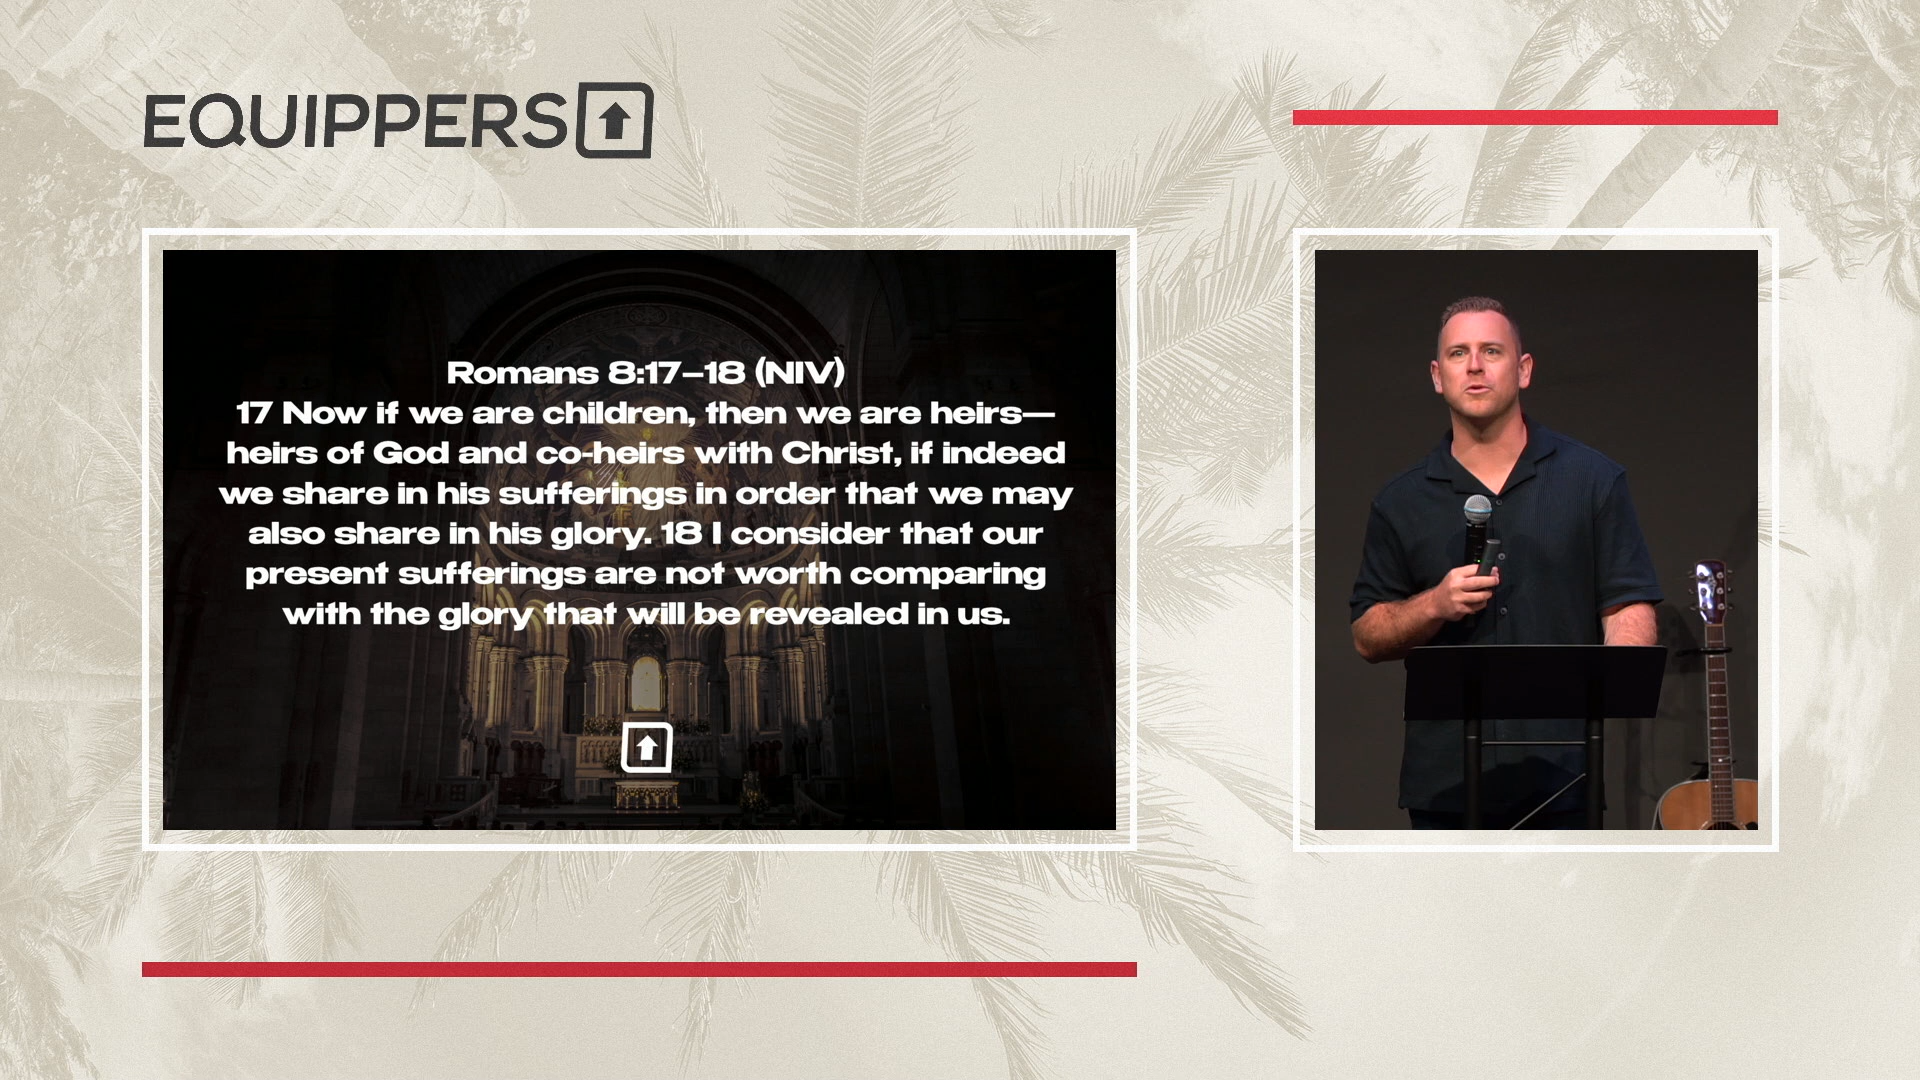 EQUIPPERS
Romans 8:17–18 (NIV)
17 Now if we are children, then we are heirs—
heirs of God and co-heirs with Christ, if indeed
we share in his sufferings in order that we may
also share in his glory. 18 I consider that our
present sufferings are not worth comparing
with the glory that will be revealed in us.